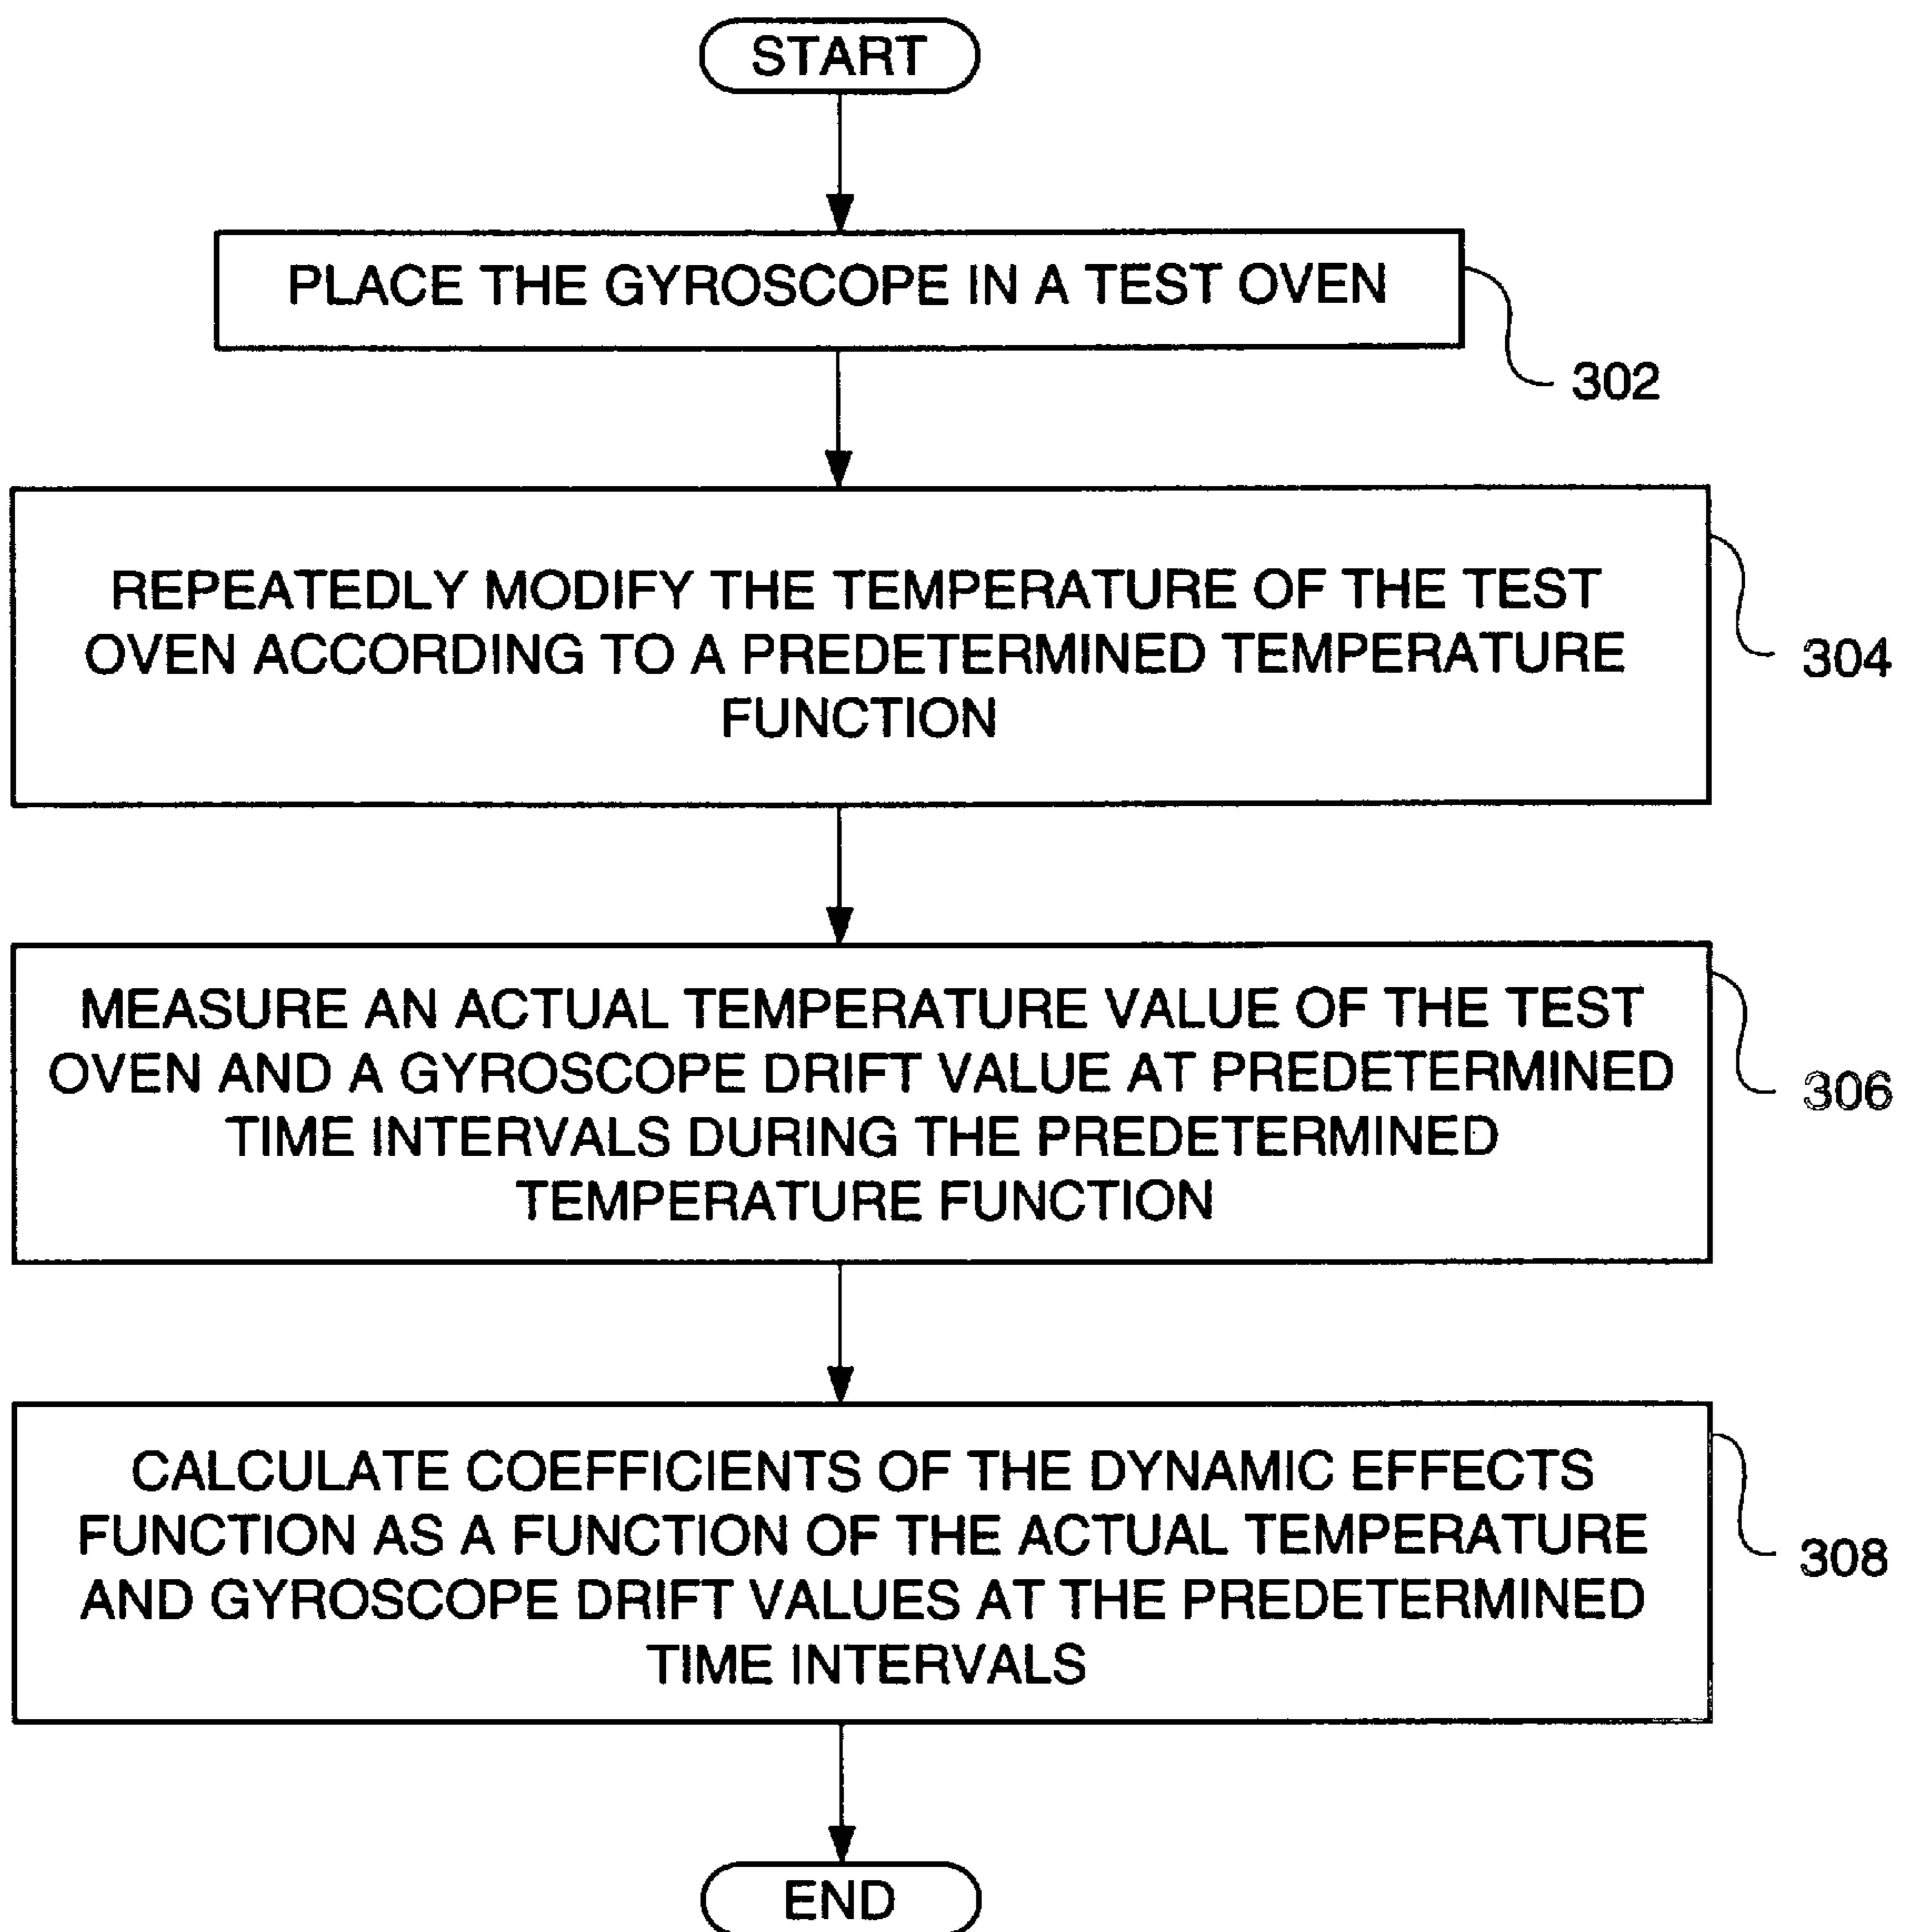 START
PLACE THE GYROSCOPE IN A TEST OVEN
302
REPEATEDLY MODIFY THE TEMPERATURE OF THE TEST
OVEN ACCORDING TO A PREDETERMINED TEMPERATURE
FUNCTION
304
MEASURE AN ACTUAL TEMPERATURE VALUE OF THE TEST
OVEN AND A GYROSCOPE DRIFT VALUE AT PREDETERMINED
TIME INTERVALS DURING THE PREDETERMINED
TEMPERATURE FUNCTION
306
CALCULATE COEFFICIENTS OF THE DYNAMIC EFFECTS
FUNCTION AS A FUNCTION OF THE ACTUAL TEMPERATURE
AND GYROSCOPE DRIFT VALUES AT THE PREDETERMINED
TIME INTERVALS
308
END